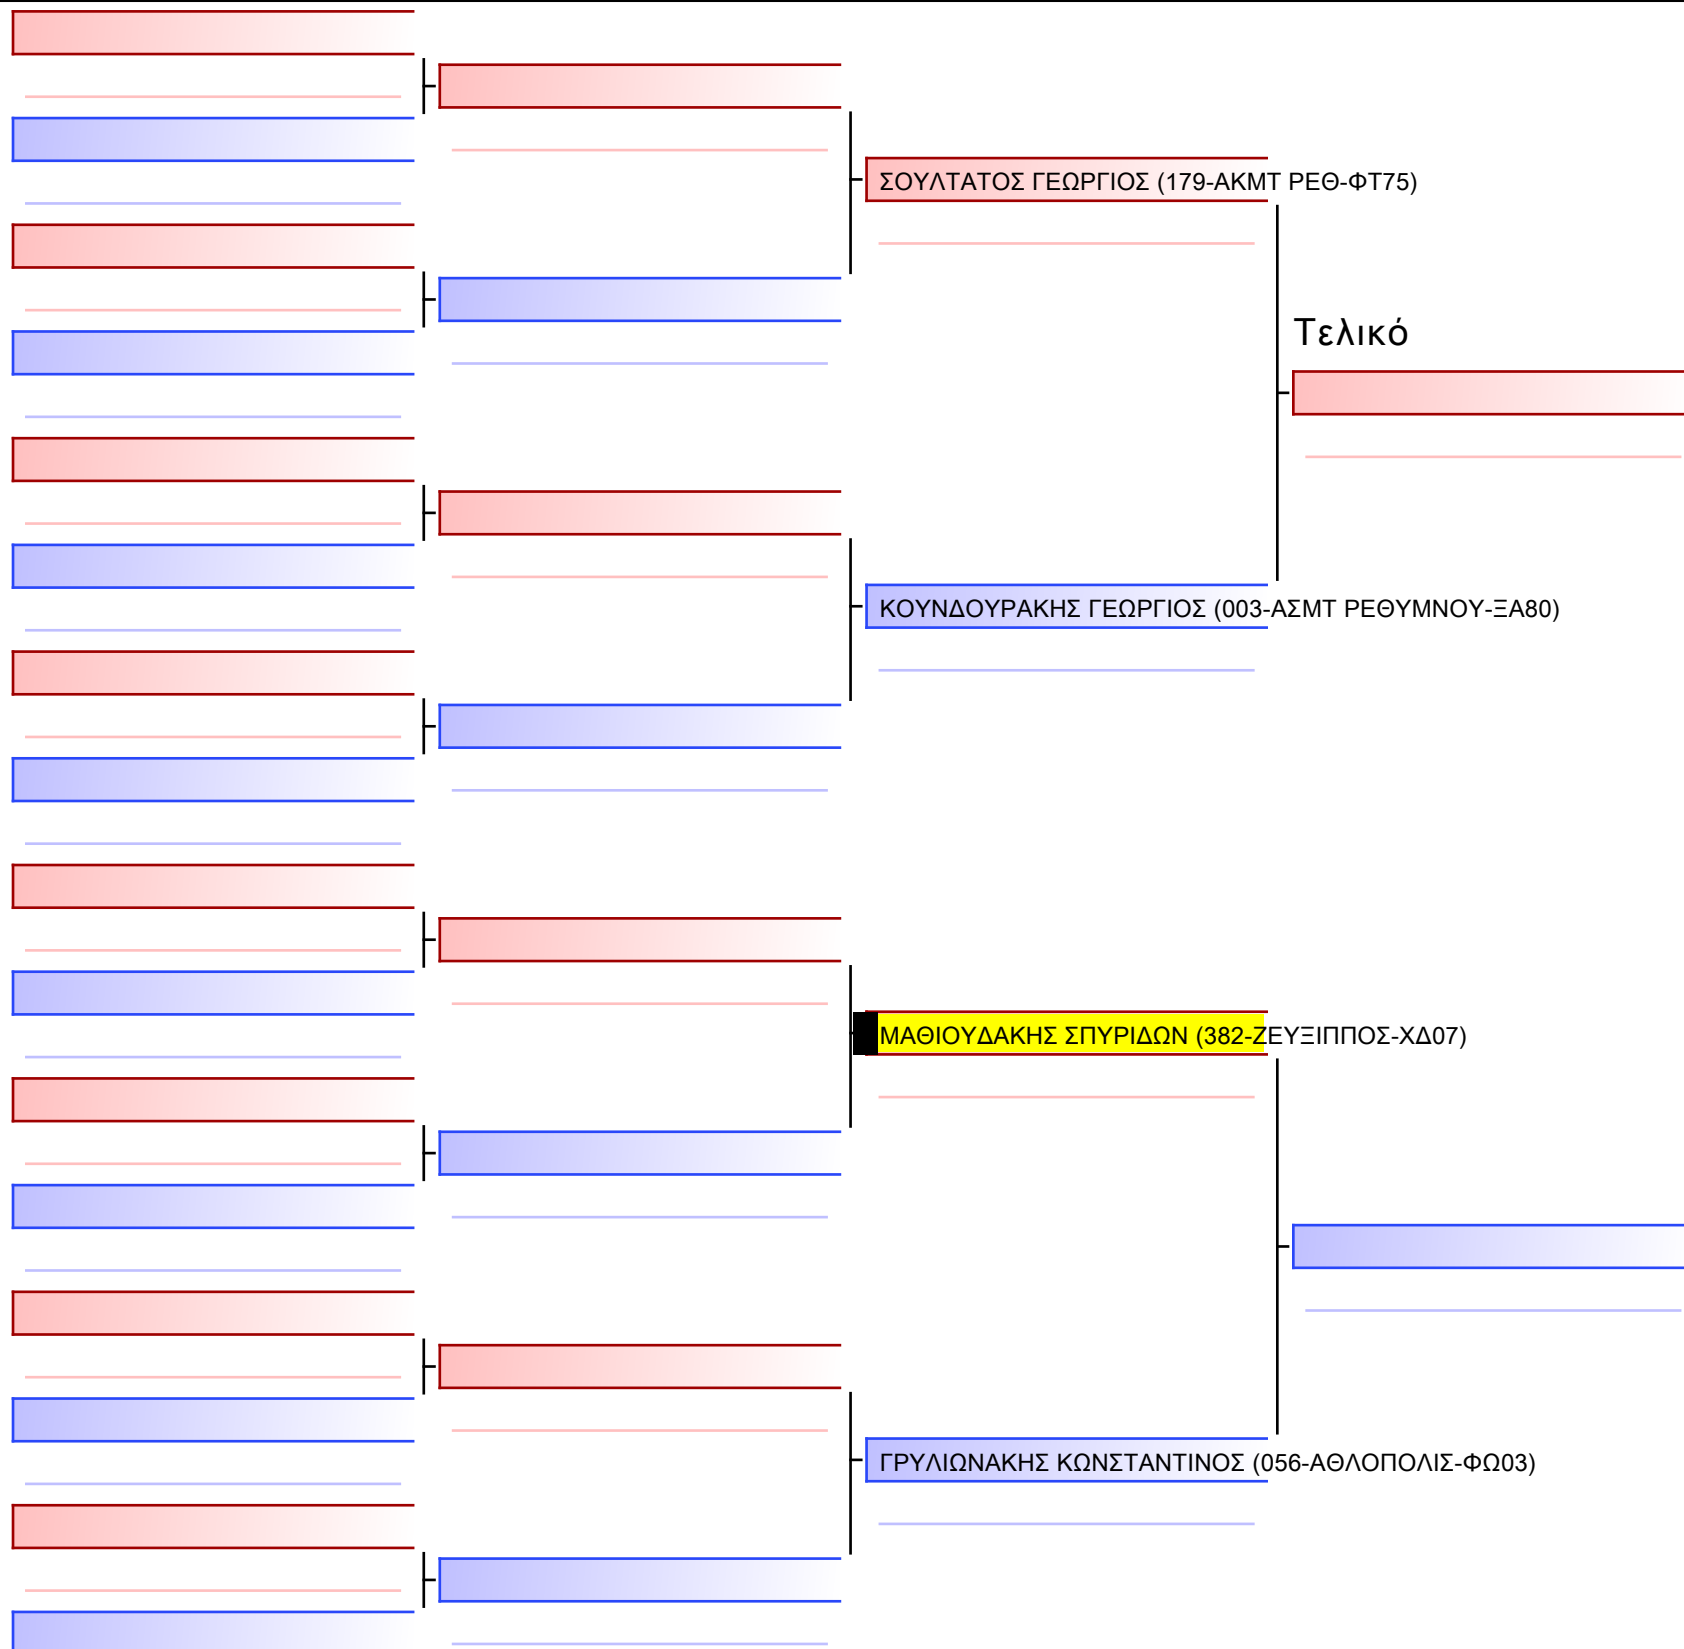 ΣΟΥΛΤΑΤΟΣ ΓΕΩΡΓΙΟΣ (179-ΑΚΜΤ ΡΕΘ-ΦΤ75)
Τελικό
ΚΟΥΝΔΟΥΡΑΚΗΣ ΓΕΩΡΓΙΟΣ (003-ΑΣΜΤ ΡΕΘΥΜΝΟΥ-ΞΑ80)
ΜΑΘΙΟΥΔΑΚΗΣ ΣΠΥΡΙΔΩΝ (382-ΖΕΥΞΙΠΠΟΣ-ΧΔ07)
ΓΡΥΛΙΩΝΑΚΗΣ ΚΩΝΣΤΑΝΤΙΝΟΣ (056-ΑΘΛΟΠΟΛΙΣ-ΦΩ03)